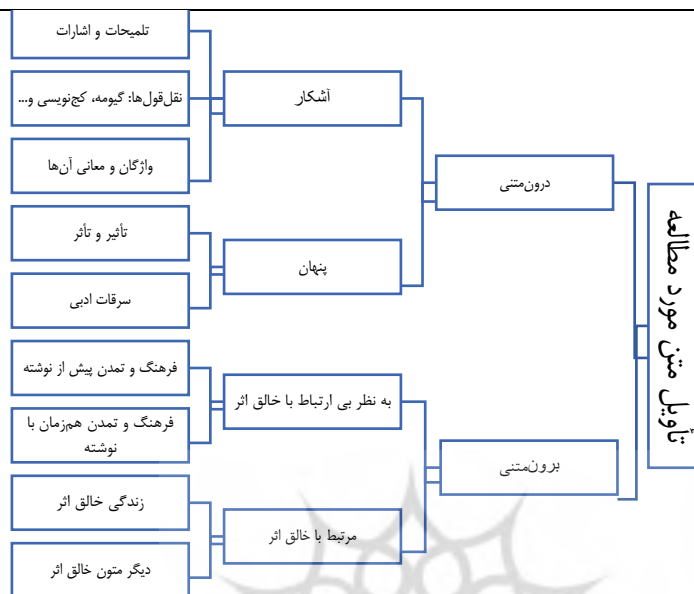 تأویل متن مورد مطالعه
درون‌متنی
آشکار
تلمیحات و اشارات
نقل‌قول‌ها: گیومه، کج‌نویسی و...
واژگان و معانی آن‌ها
پنهان
تأثیر و تأثر
سرقات ادبی
برون‌متنی
به نظر بی ارتباط با خالق اثر
فرهنگ و تمدن پیش از نوشته
فرهنگ و تمدن هم‌زمان با
نوشته
مرتبط با خالق اثر
زندگی خالق اثر
دیگر متون خالق اثر